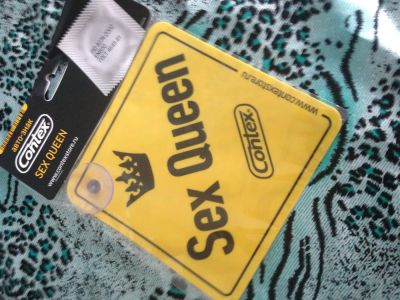 АВТО-ЗНАК
Contex
SEX QUEEN
www.contexstore.ru
Sex Queen
Contex
www.contexstore.ru